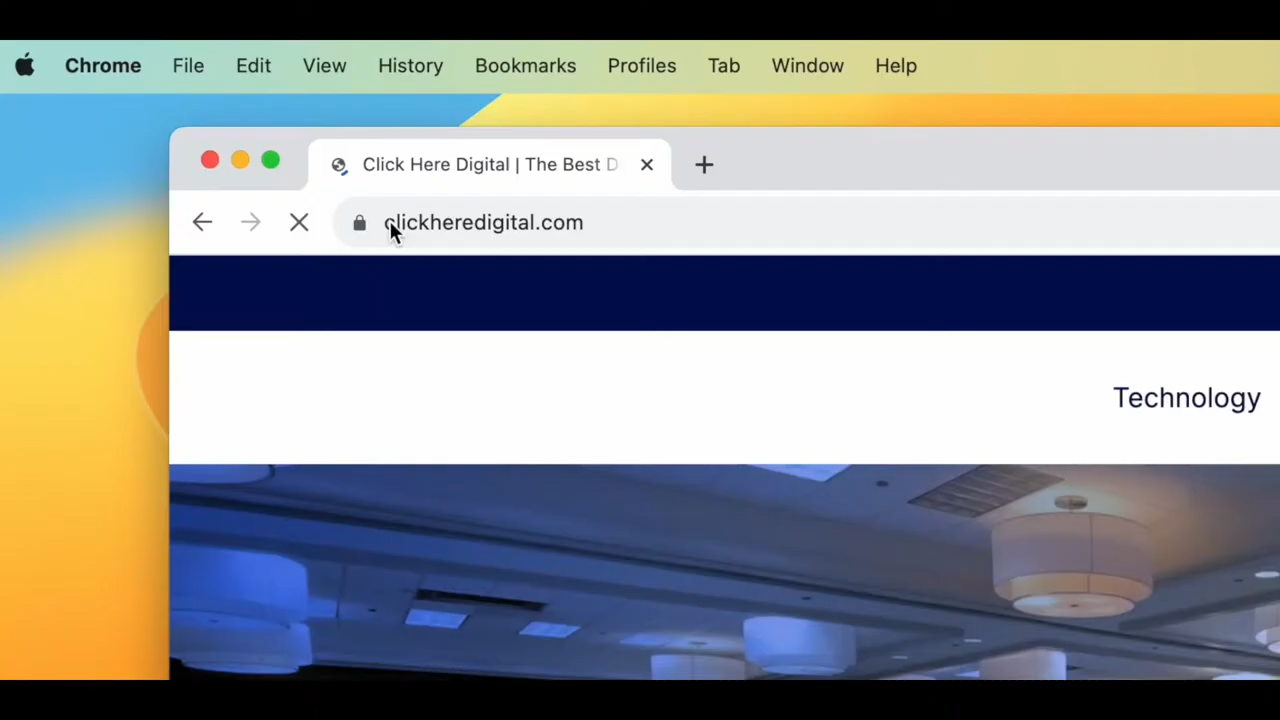 Chrome File Edit View History Bookmarks Profiles Tab Window Help
Click Here Digital | The Best D
clickheredigital.com
Technology